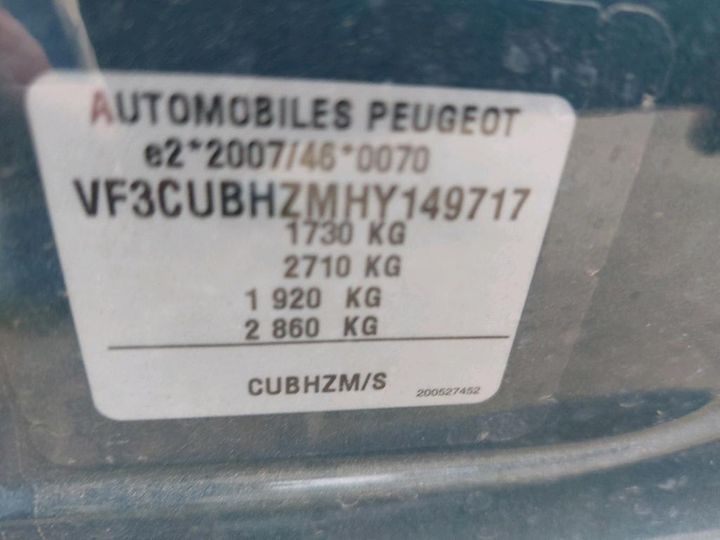 AUTOMOBILES PEUGEOT
e2*2007/46*0070
VF3CUBHZMHY149717
1730 KG
2710 KG
1 920 KG
2 860 KG
CUBHZM/S
200527452